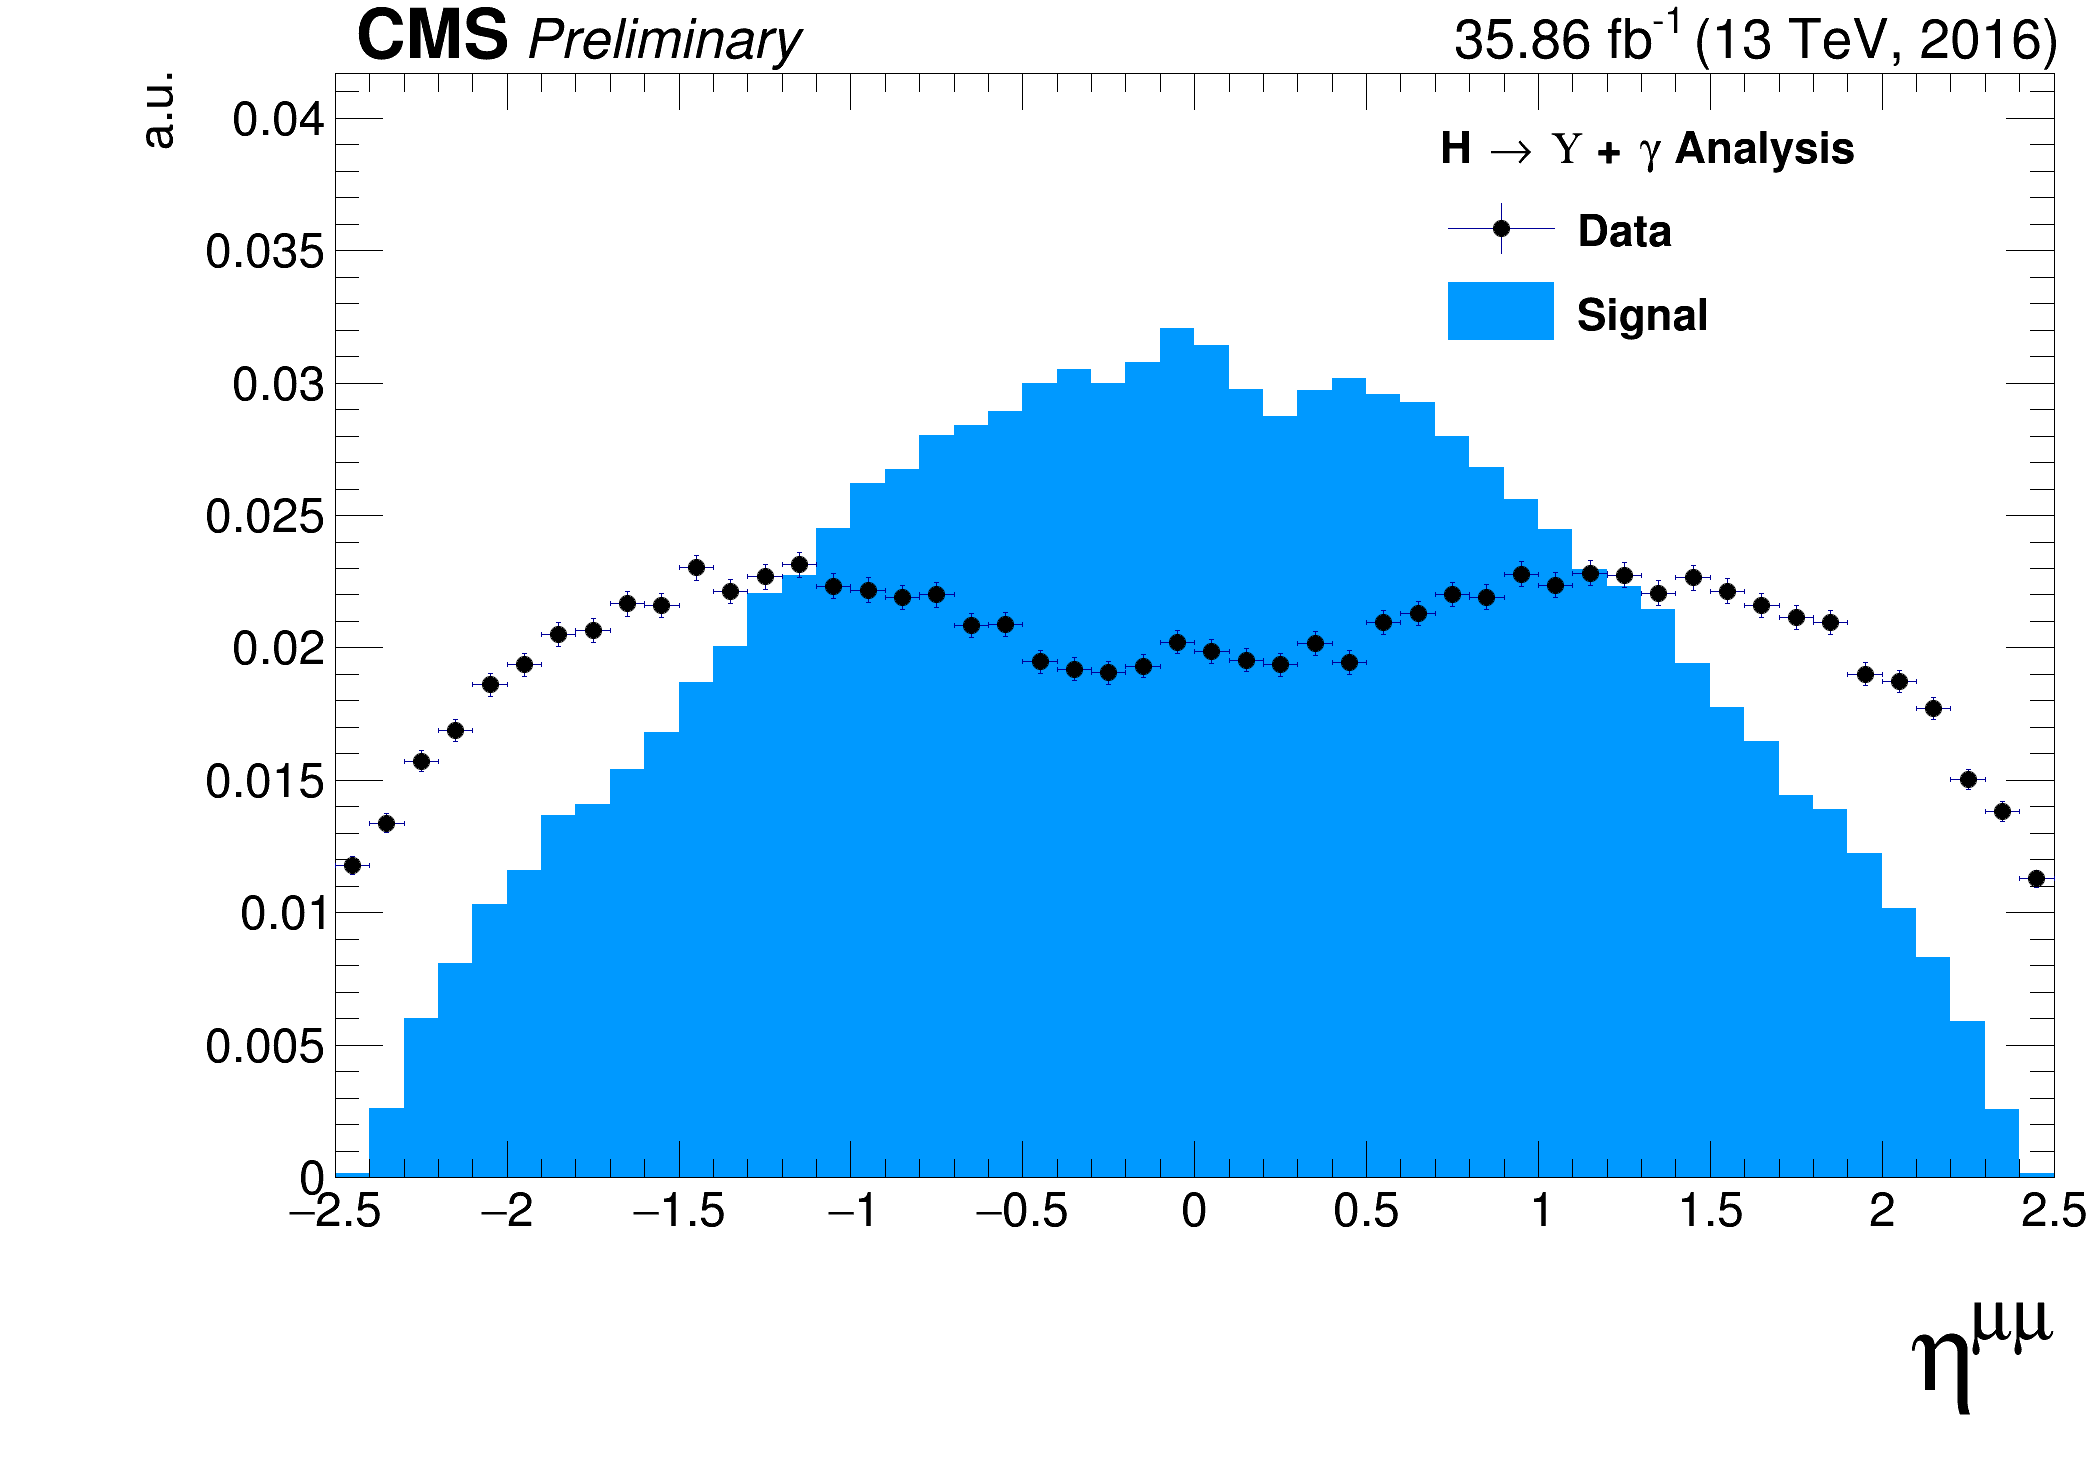 CMS Preliminary
35.86 fb⁻¹ (13 TeV, 2016)
a.u.
H → Υ + γ Analysis
Data
Signal
0.04
0.035
0.03
0.025
0.02
0.015
0.01
0.005
0
−2.5 −2 −1.5 −1 −0.5 0 0.5 1 1.5 2 2.5
η^μμ